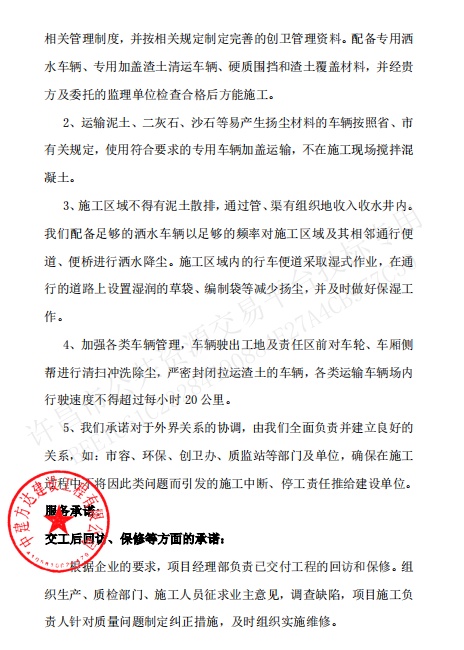 相关管理制度，并按相关规定制定完善的创卫管理资料。配备专用洒
水车辆、专用加盖渣土清运车辆、硬质围挡和渣土覆盖材料，并经贵
方及委托的监理单位检查合格后方能施工。
2、运输泥土、二灰石、沙石等易产生扬尘材料的车辆按照省、市
有关规定，使用符合要求的专用车辆加盖运输，不在施工现场搅拌混
凝土。
3、施工区域不得有泥土散排，通过管、渠有组织地收入收水井内。
我们配备足够的洒水车辆以足够的频率对施工区域及其相邻通行便
道、便桥进行洒水降尘。施工区域内的行车便道采取湿式作业，在通
行的道路上设置湿润的草袋、编制袋等减少扬尘，并及时做好保湿工
作。
4、加强各类车辆管理，车辆驶出工地及责任区前对车轮、车厢侧
帮进行清扫冲洗除尘，严密封闭拉运渣土的车辆，各类运输车辆场内
行驶速度不得超过每小时 20 公里。
5、我们承诺对于外界关系的协调，由我们全面负责并建立良好的
关系，如：市容、环保、创卫办、质监站等部门及单位，确保在施工
过程中不将因此类问题而引发的施工中断、停工责任推给建设单位。
服务承诺：
交工后回访、保修等方面的承诺：
根据企业的要求，项目经理部负责已交付工程的回访和保修。组
织生产、质检部门、施工人员征求业主意见，调查缺陷，项目施工负
责人针对质量问题制定纠正措施，及时组织实施维修。
中建方达建设工程有限公司